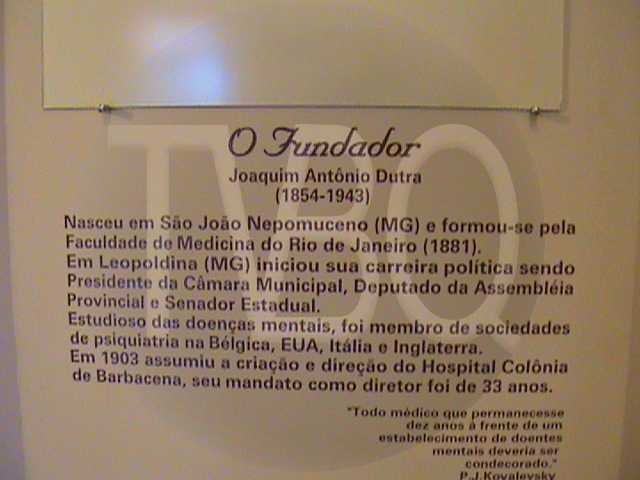 O Fundador
Joaquim Antônio Dutra
(1854-1943)
Nasceu em São João Nepomuceno (MG) e formou-se pela
Faculdade de Medicina do Rio de Janeiro (1881).
Em Leopoldina (MG) iniciou sua carreira política sendo
Presidente da Câmara Municipal, Deputado da Assembléia
Provincial e Senador Estadual.
Estudioso das doenças mentais, foi membro de sociedades
de psiquiatria na Bélgica, EUA, Itália e Inglaterra.
Em 1903 assumiu a criação e direção do Hospital Colônia
de Barbacena, seu mandato como diretor foi de 33 anos.
"Todo médico que permanecesse
dez anos à frente de um
estabelecimento de doentes
mentais deveria ser
condecorado."
P.J.Kovalevsky
TVBQ